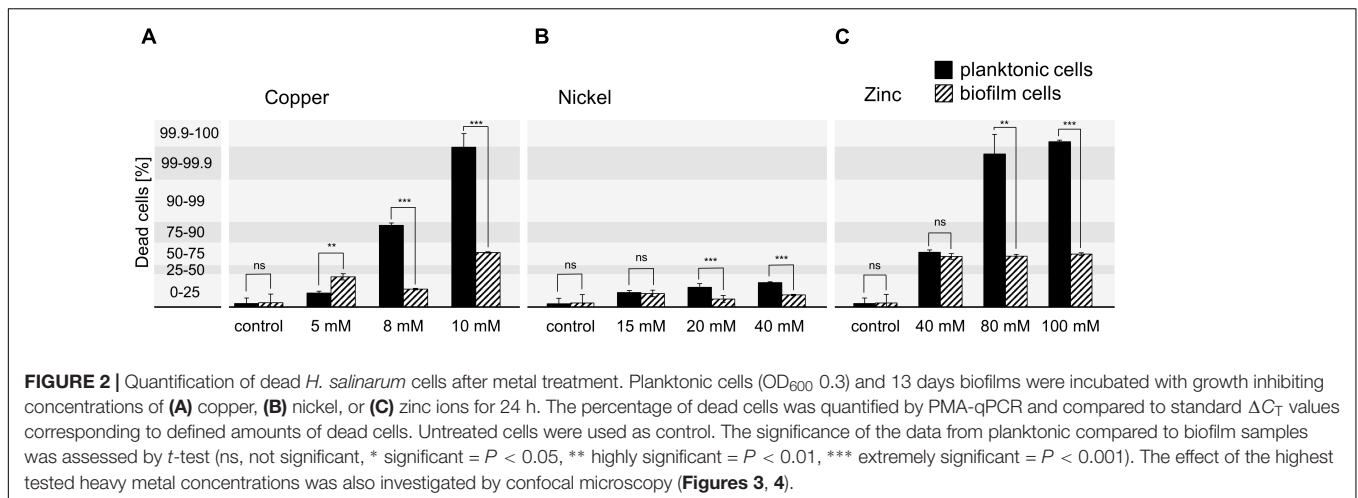 A B C
planktonic cells
biofilm cells
Copper Nickel Zinc
Dead cells [%]
99.9-100
99-99.9
90-99
75-90
50-75
25-50
0-25
ns ** *** ***
ns ns *** ***
ns ns ** ***
control 5 mM 8 mM 10 mM control 15 mM 20 mM 40 mM control 40 mM 80 mM 100 mM
FIGURE 2 | Quantification of dead H. salinarum cells after metal treatment. Planktonic cells (OD600 0.3) and 13 days biofilms were incubated with growth inhibiting
concentrations of (A) copper, (B) nickel, or (C) zinc ions for 24 h. The percentage of dead cells was quantified by PMA-qPCR and compared to standard ΔCT values
corresponding to defined amounts of dead cells. Untreated cells were used as control. The significance of the data from planktonic compared to biofilm samples
was assessed by t-test (ns, not significant, * significant = P < 0.05, ** highly significant = P < 0.01, *** extremely significant = P < 0.001). The effect of the highest
tested heavy metal concentrations was also investigated by confocal microscopy (Figures 3, 4).